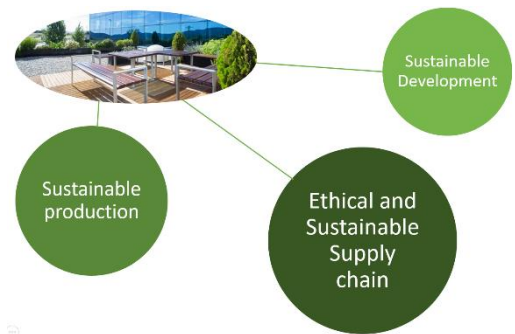 Sustainable
Development
Sustainable
production
Ethical and
Sustainable
Supply
chain